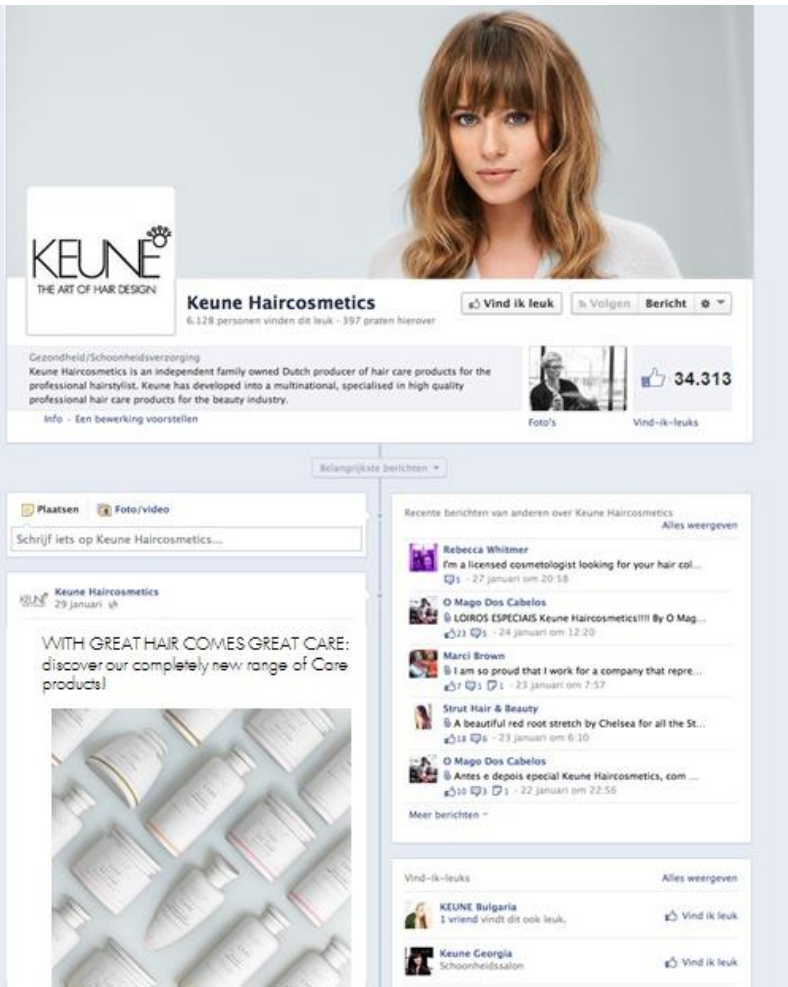 KEUNE
THE ART OF HAIR DESIGN
Keune Haircosmetics
6.128 personen vinden dit leuk · 397 praten hierover
Vind ik leuk
Volgen
Bericht
Gezondheid/Schoonheidsverzorging
Keune Haircosmetics is an independent family owned Dutch producer of hair care products for the
professional hairstylist. Keune has developed into a multinational, specialised in high quality
professional hair care products for the beauty industry.
Info - Een bewerking voorstellen
34.313
Foto's
Vind-ik-leuks
Belangrijkste berichten
Plaatsen
Foto/video
Schrijf iets op Keune Haircosmetics...
KEUNE
Keune Haircosmetics
29 januari
WITH GREAT HAIR COMES GREAT CARE:
discover our completely new range of Care
products!
Recente berichten van anderen over Keune Haircosmetics
Alles weergeven
Rebecca Whitmer
I'm a licensed cosmetologist looking for your hair col...
5 · 27 januari om 20:58
O Mago Dos Cabelos
LOIROS ESPECIAIS Keune Haircosmetics!!!! By O Mag...
23 1 · 24 januari om 12:20
Marci Brown
I am so proud that I work for a company that repre...
7 1 1 · 23 januari om 7:57
Strut Hair & Beauty
A beautiful red root stretch by Chelsea for all the St...
18 6 · 23 januari om 6:10
O Mago Dos Cabelos
Antes e depois epecial Keune Haircosmetics, com ...
10 3 1 · 22 januari om 22:56
Meer berichten
Vind-ik-leuks
Alles weergeven
KEUNE Bulgaria
1 vriend vindt dit ook leuk.
Vind ik leuk
Keune Georgia
Schoonheidssalon
Vind ik leuk